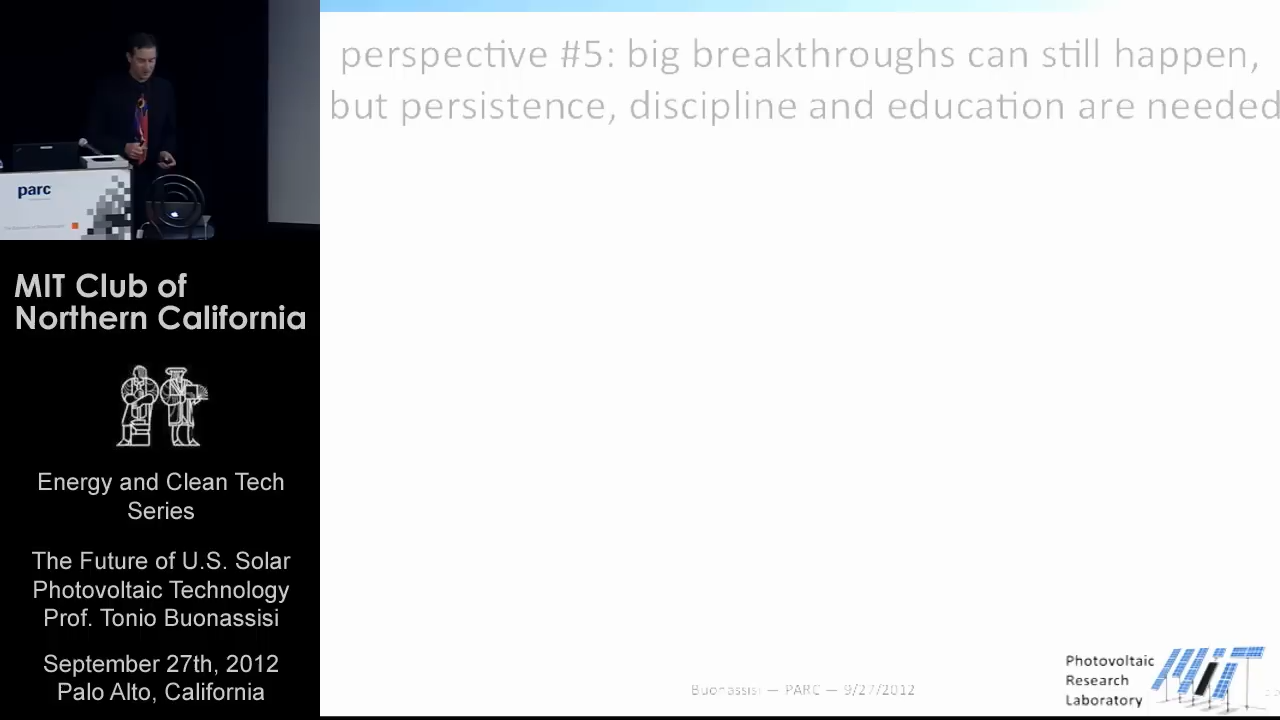 perspective #5: big breakthroughs can still happen,
but persistence, discipline and education are needed
parc
MIT Club of
Northern California
Energy and Clean Tech
Series
The Future of U.S. Solar
Photovoltaic Technology
Prof. Tonio Buonassisi
September 27th, 2012
Palo Alto, California
Buonassisi — PARC — 9/27/2012
Photovoltaic
Research
Laboratory
MIT